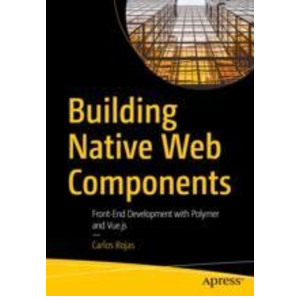 Building
Native Web
Components
Front-End Development with Polymer
and Vue.js
Carlos Rojas
Apress®